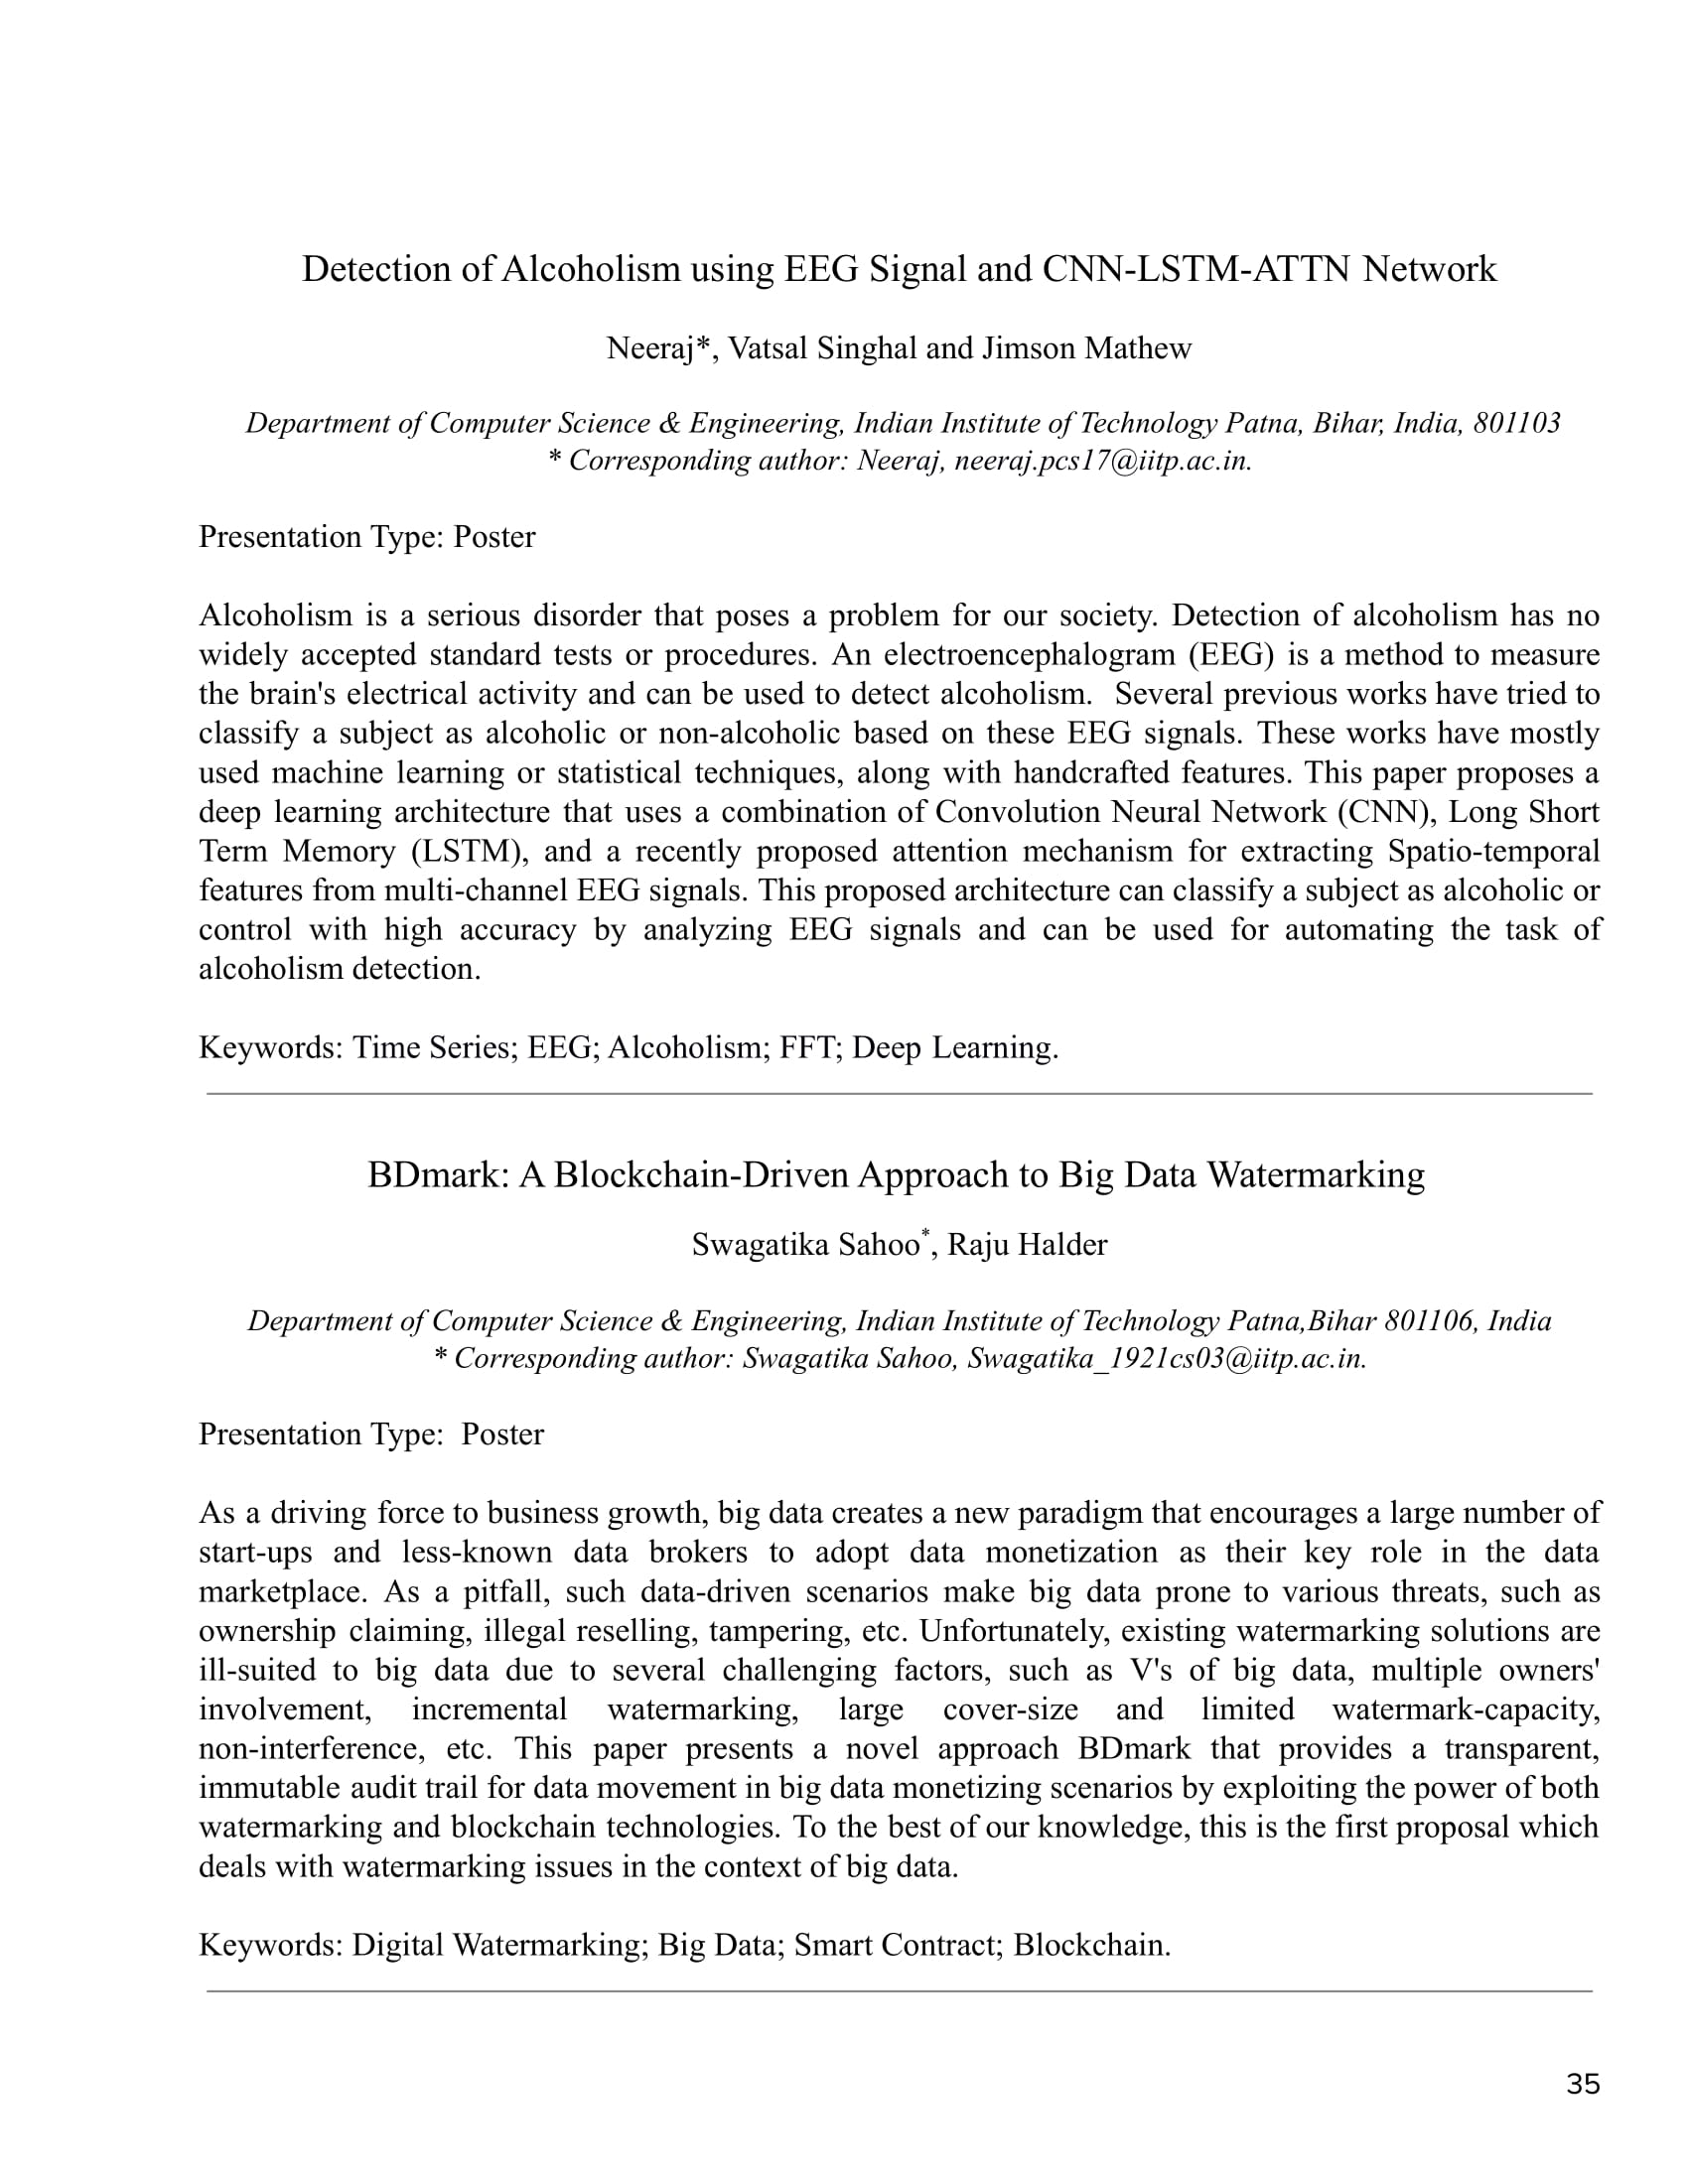 Detection of Alcoholism using EEG Signal and CNN-LSTM-ATTN Network
Neeraj*, Vatsal Singhal and Jimson Mathew
Department of Computer Science & Engineering, Indian Institute of Technology Patna, Bihar, India, 801103
* Corresponding author: Neeraj, neeraj.pcs17@iitp.ac.in.
Presentation Type: Poster
Alcoholism is a serious disorder that poses a problem for our society. Detection of alcoholism has no
widely accepted standard tests or procedures. An electroencephalogram (EEG) is a method to measure
the brain's electrical activity and can be used to detect alcoholism.  Several previous works have tried to
classify a subject as alcoholic or non-alcoholic based on these EEG signals. These works have mostly
used machine learning or statistical techniques, along with handcrafted features. This paper proposes a
deep learning architecture that uses a combination of Convolution Neural Network (CNN), Long Short
Term Memory (LSTM), and a recently proposed attention mechanism for extracting Spatio-temporal
features from multi-channel EEG signals. This proposed architecture can classify a subject as alcoholic or
control with high accuracy by analyzing EEG signals and can be used for automating the task of
alcoholism detection.
Keywords: Time Series; EEG; Alcoholism; FFT; Deep Learning.
BDmark: A Blockchain-Driven Approach to Big Data Watermarking
Swagatika Sahoo*, Raju Halder
Department of Computer Science & Engineering, Indian Institute of Technology Patna,Bihar 801106, India
* Corresponding author: Swagatika Sahoo, Swagatika_1921cs03@iitp.ac.in.
Presentation Type:  Poster
As a driving force to business growth, big data creates a new paradigm that encourages a large number of
start-ups and less-known data brokers to adopt data monetization as their key role in the data
marketplace. As a pitfall, such data-driven scenarios make big data prone to various threats, such as
ownership claiming, illegal reselling, tampering, etc. Unfortunately, existing watermarking solutions are
ill-suited to big data due to several challenging factors, such as V's of big data, multiple owners'
involvement, incremental watermarking, large cover-size and limited watermark-capacity,
non-interference, etc. This paper presents a novel approach BDmark that provides a transparent,
immutable audit trail for data movement in big data monetizing scenarios by exploiting the power of both
watermarking and blockchain technologies. To the best of our knowledge, this is the first proposal which
deals with watermarking issues in the context of big data.
Keywords: Digital Watermarking; Big Data; Smart Contract; Blockchain.
35